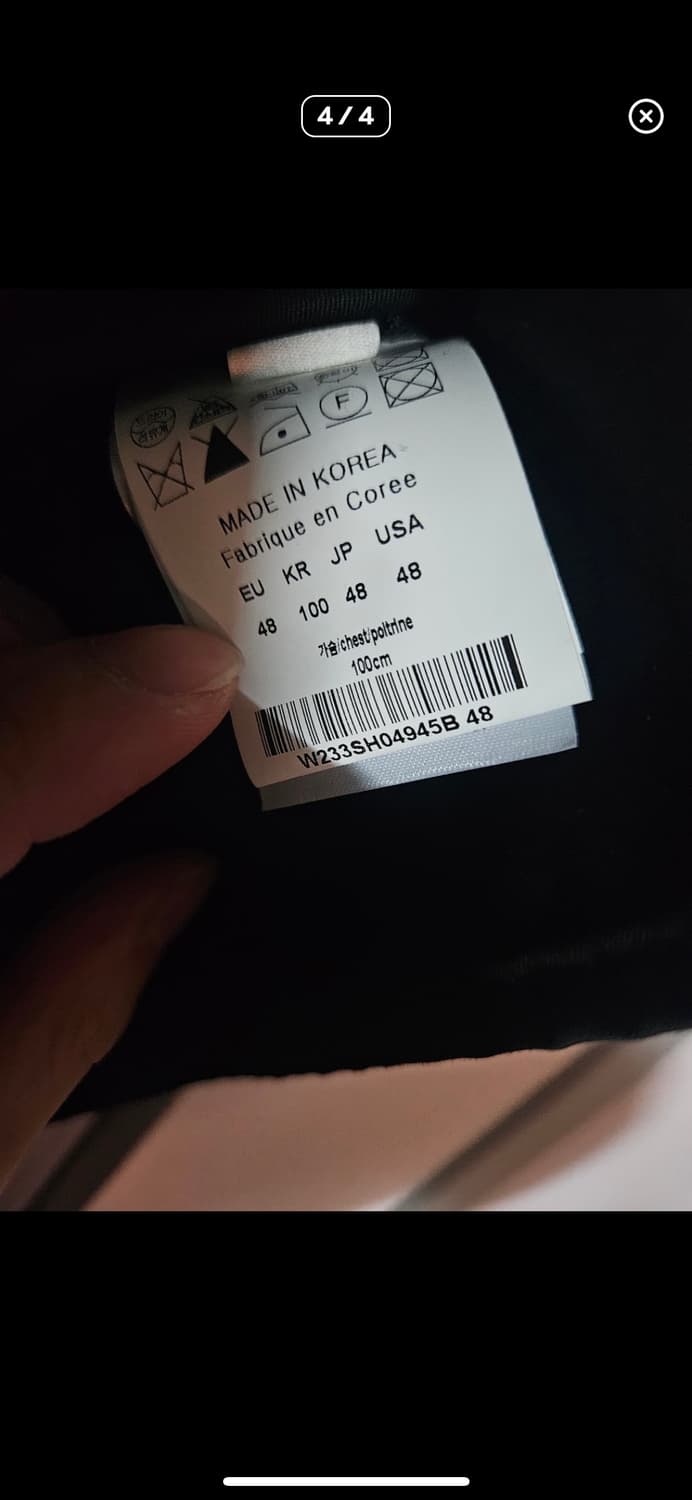 4/4
F
MADE IN KOREA
Fabrique en Coree
EU KR JP USA
48 100 48 48
가슴/chest/poltrine
100cm
W233SH04945B 48